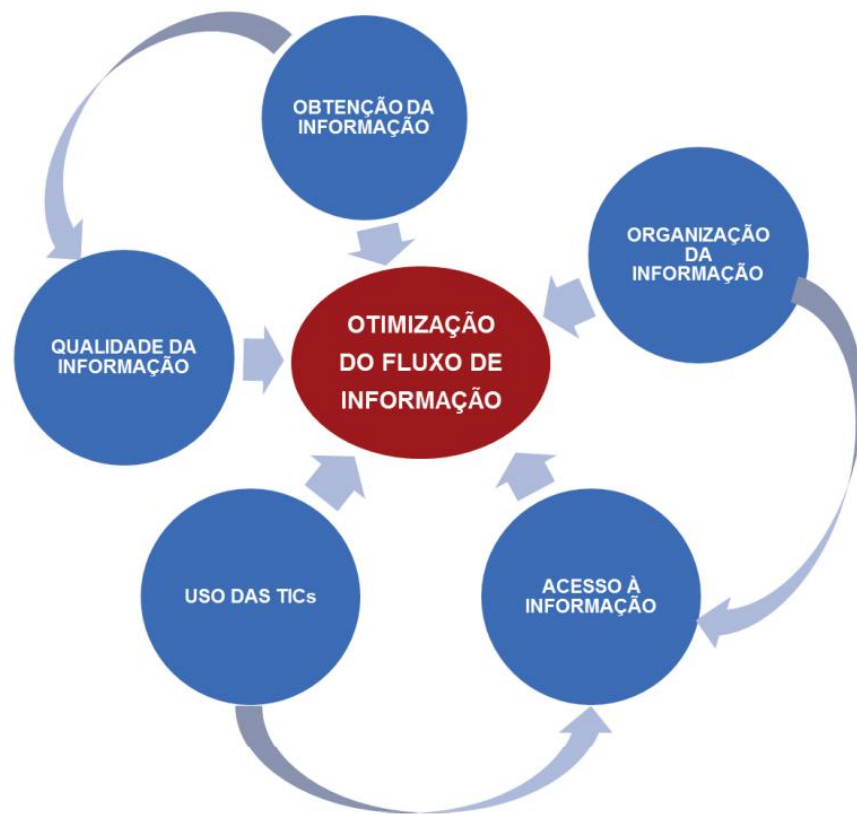 OBTENÇÃO DA
INFORMAÇÃO
ORGANIZAÇÃO
DA
INFORMAÇÃO
OTIMIZAÇÃO
DO FLUXO DE
INFORMAÇÃO
QUALIDADE DA
INFORMAÇÃO
USO DAS TICs
ACESSO À
INFORMAÇÃO